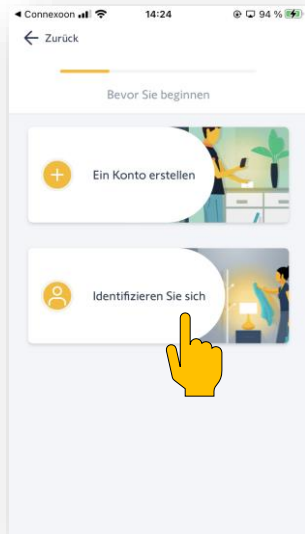 Connexoon 14:24 94 %
Zurück
Bevor Sie beginnen
Ein Konto erstellen
Identifizieren Sie sich